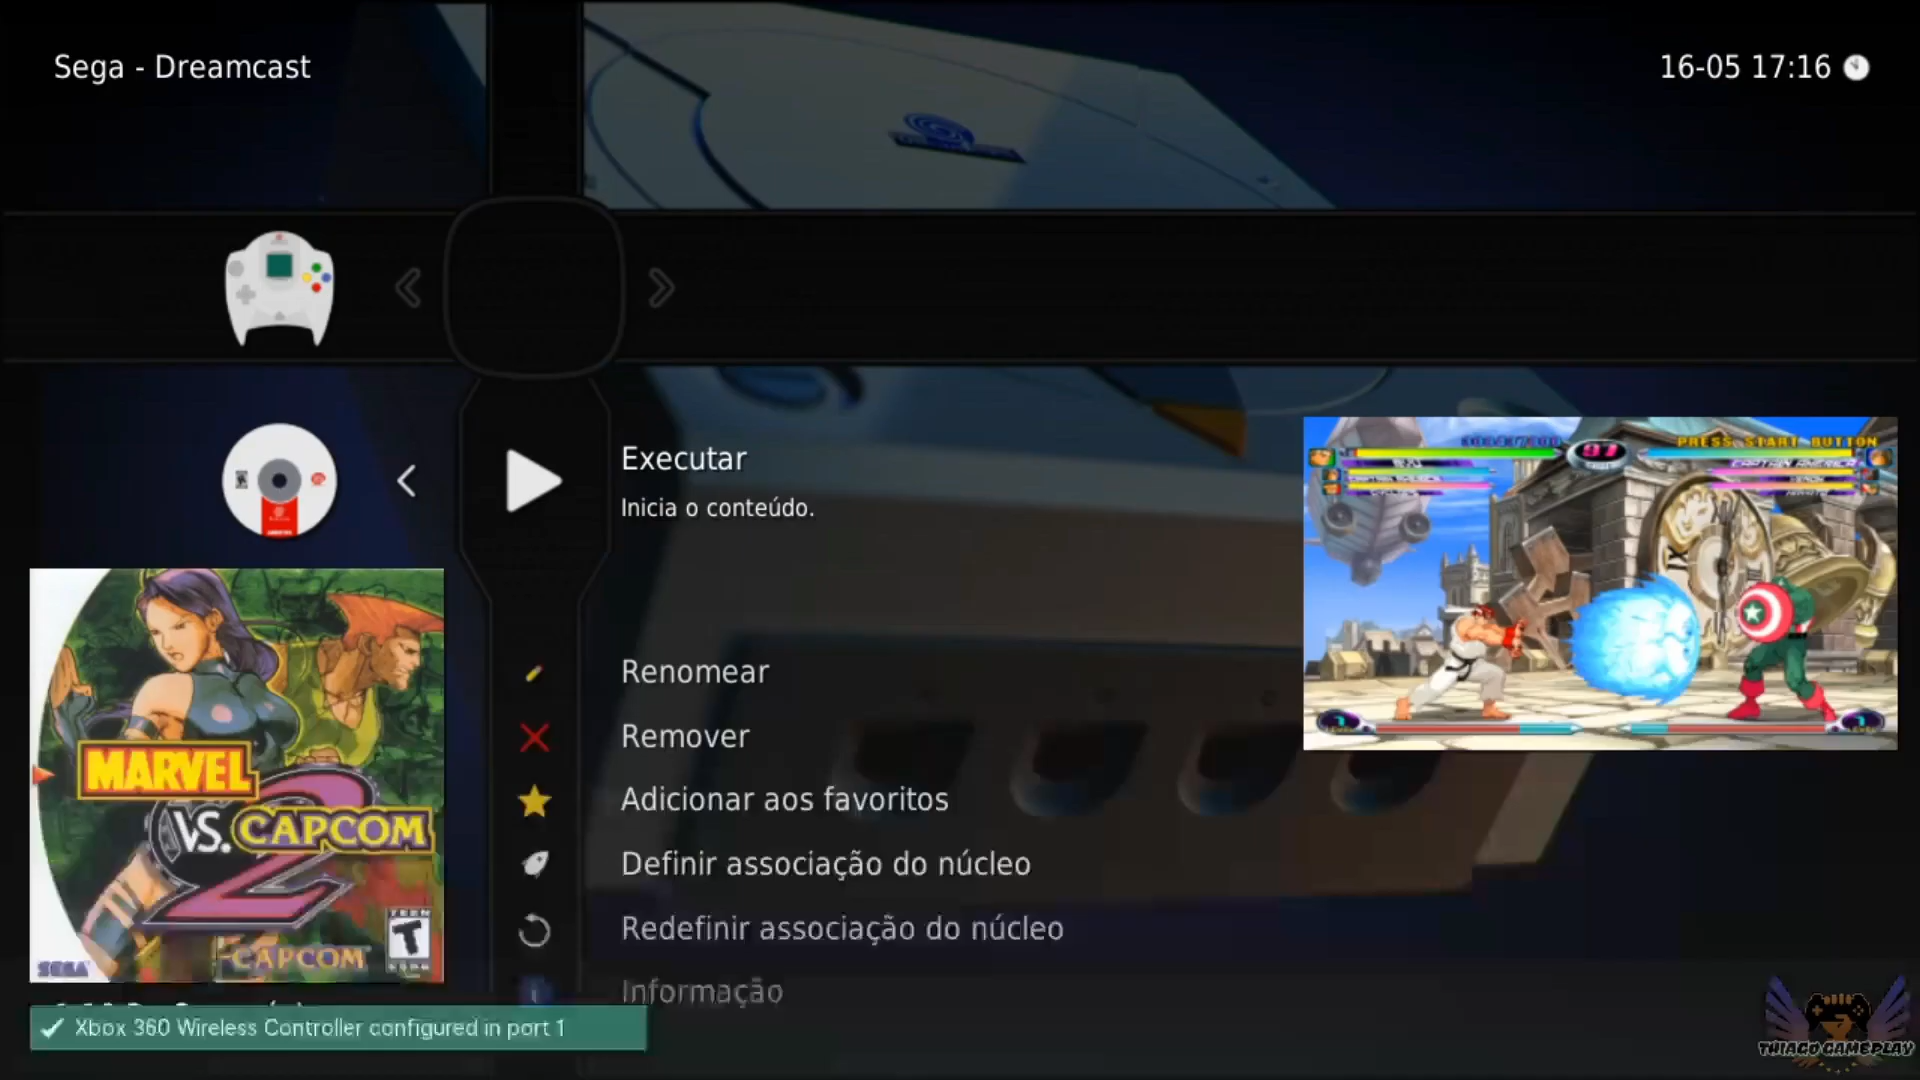 Sega - Dreamcast
16-05 17:16
Executar
Inicia o conteúdo.
PRESS START BUTTON
CAPTAIN AMERICA
Renomear
Remover
MARVEL
VS. CAPCOM
2
Adicionar aos favoritos
Definir associação do núcleo
Redefinir associação do núcleo
TEEN
T
CAPCOM
SEGA
Informação
Xbox 360 Wireless Controller configured in port 1
THIAGO GAMEPLAY